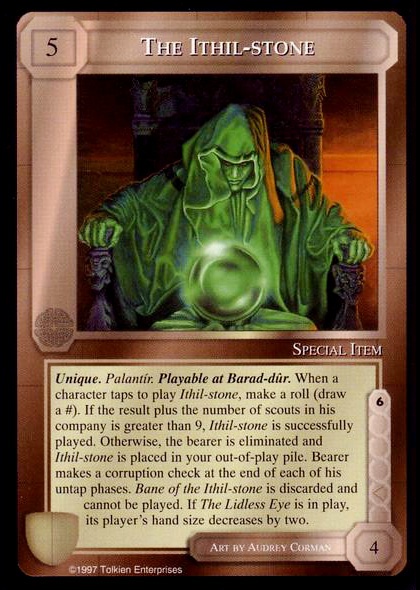 5
THE ITHIL-STONE
SPECIAL ITEM
Unique. Palantír. Playable at Barad-dûr. When a
character taps to play Ithil-stone, make a roll (draw
a #). If the result plus the number of scouts in his
company is greater than 9, Ithil-stone is successfully
played. Otherwise, the bearer is eliminated and
Ithil-stone is placed in your out-of-play pile. Bearer
makes a corruption check at the end of each of his
untap phases. Bane of the Ithil-stone is discarded and
cannot be played. If The Lidless Eye is in play,
its player's hand size decreases by two.
6
4
ART BY AUDREY CORMAN
©1997 Tolkien Enterprises